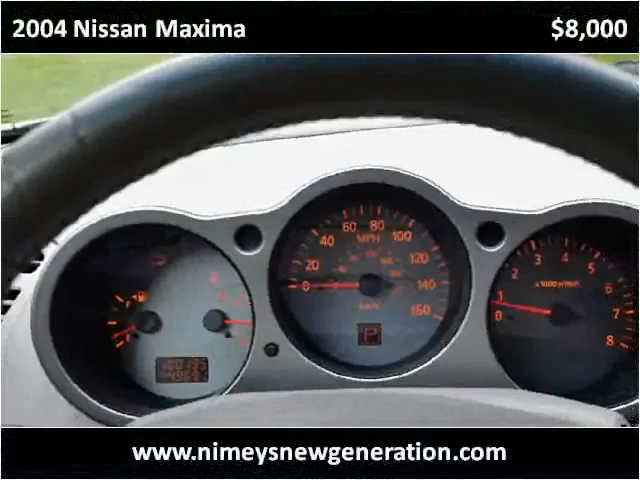 2004 Nissan Maxima $8,000
60 80
40 MPH 100
20 120
0 140
160
P
3 4 5
2 x1000 r/min 6
1 7
0 8
www.nimeysnewgeneration.com